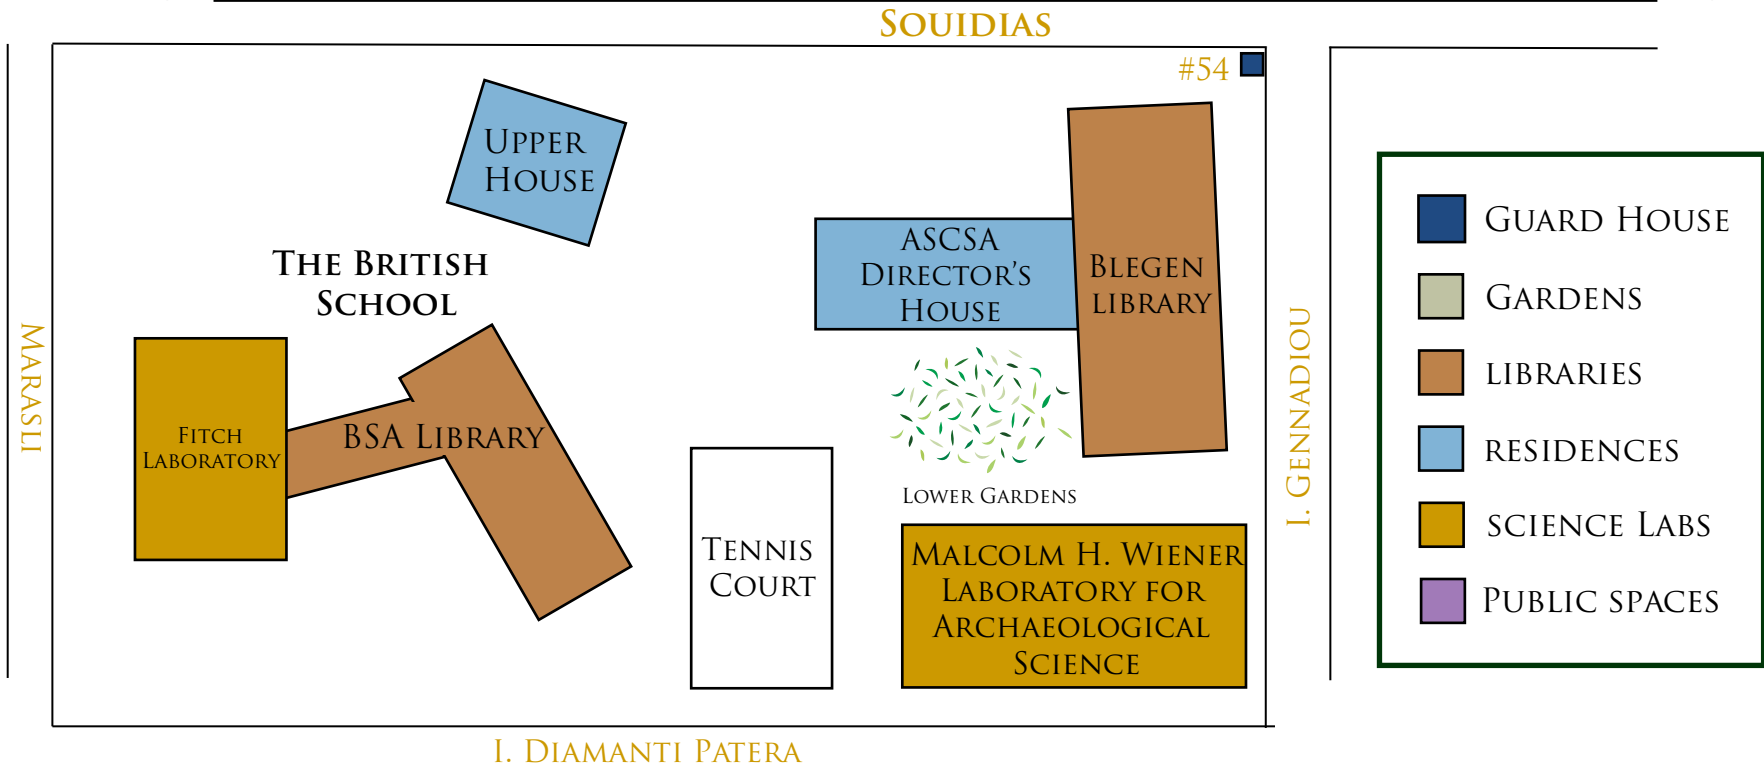 SOUIDIAS
#54
UPPER
HOUSE
THE BRITISH
SCHOOL
ASCSA
DIRECTOR'S
HOUSE
BLEGEN
LIBRARY
MARASLI
FITCH
LABORATORY
BSA LIBRARY
LOWER GARDENS
TENNIS
COURT
MALCOLM H. WIENER
LABORATORY FOR
ARCHAEOLOGICAL
SCIENCE
I. GENNADIOU
I. DIAMANTI PATERA
GUARD HOUSE
GARDENS
LIBRARIES
RESIDENCES
SCIENCE LABS
PUBLIC SPACES